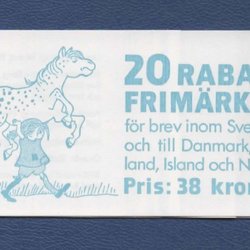 20 RABA
FRIMÄRK
för brev inom Sve
och till Danmark,
land, Island och N
Pris: 38 kron